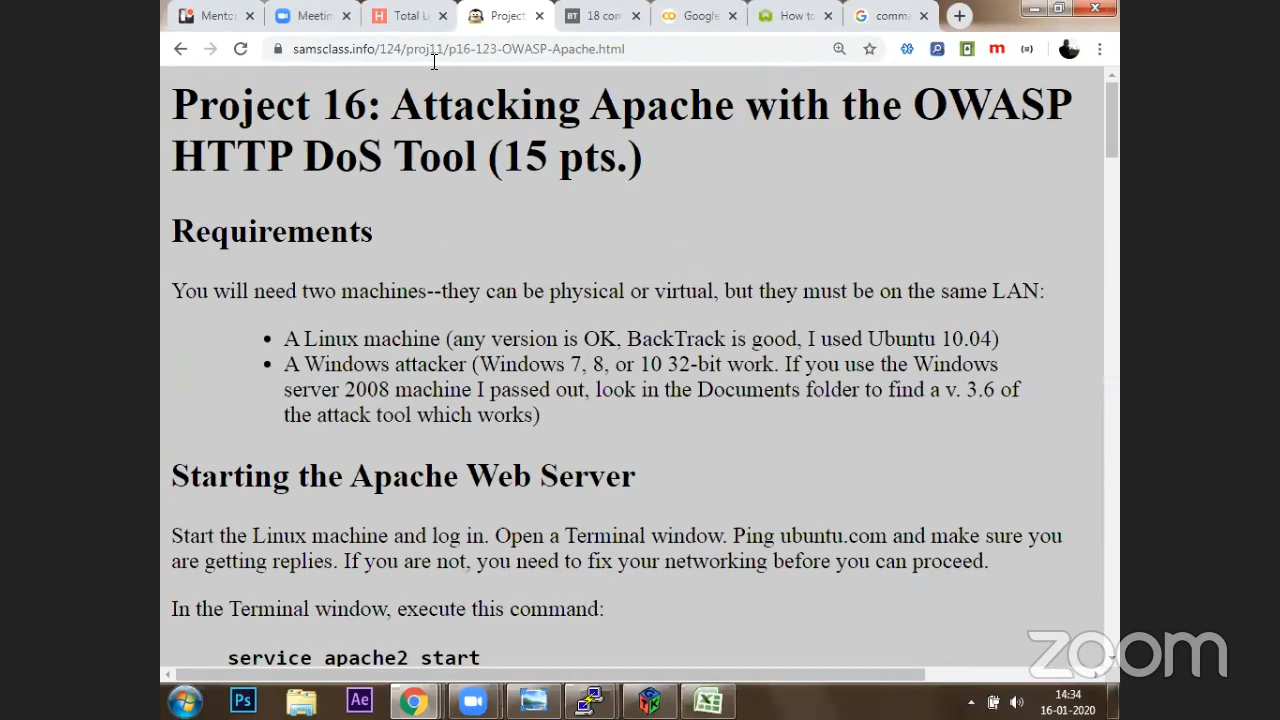 Mento
Meetin
Total L
Project
18 com
Google
How to
comma
samsclass.info/124/proj11/p16-123-OWASP-Apache.html
Project 16: Attacking Apache with the OWASP
HTTP DoS Tool (15 pts.)
Requirements
You will need two machines--they can be physical or virtual, but they must be on the same LAN:
• A Linux machine (any version is OK, BackTrack is good, I used Ubuntu 10.04)
• A Windows attacker (Windows 7, 8, or 10 32-bit work. If you use the Windows
server 2008 machine I passed out, look in the Documents folder to find a v. 3.6 of
the attack tool which works)
Starting the Apache Web Server
Start the Linux machine and log in. Open a Terminal window. Ping ubuntu.com and make sure you
are getting replies. If you are not, you need to fix your networking before you can proceed.
In the Terminal window, execute this command:
service apache2 start
zoom
Ps
Ae
14:34
16-01-2020